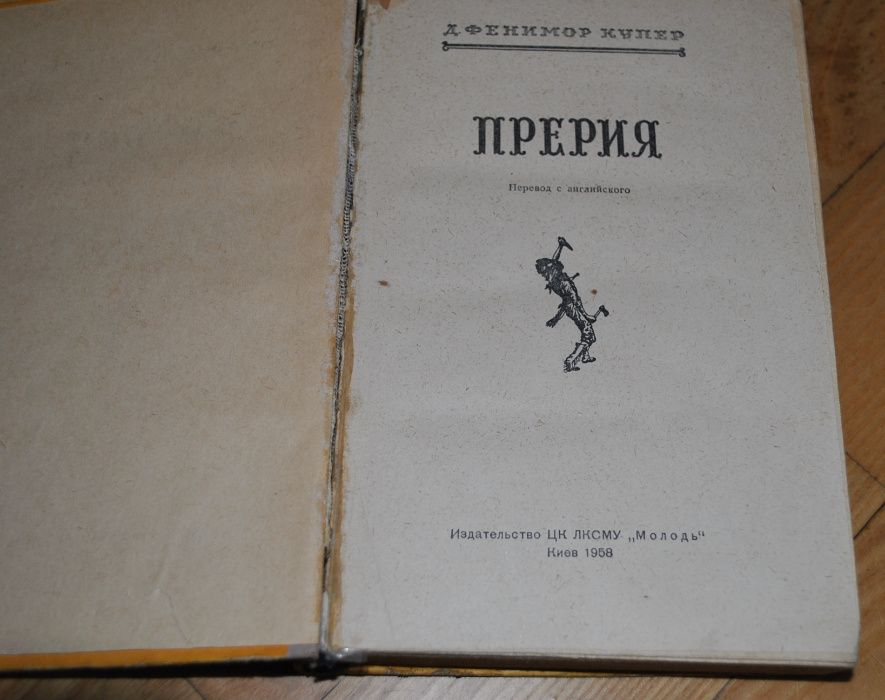 Д. ФЕНИМОР КУПЕР
ПРЕРИЯ
Перевод с английского
Издательство ЦК ЛКСМУ „Молодь“
Киев 1958